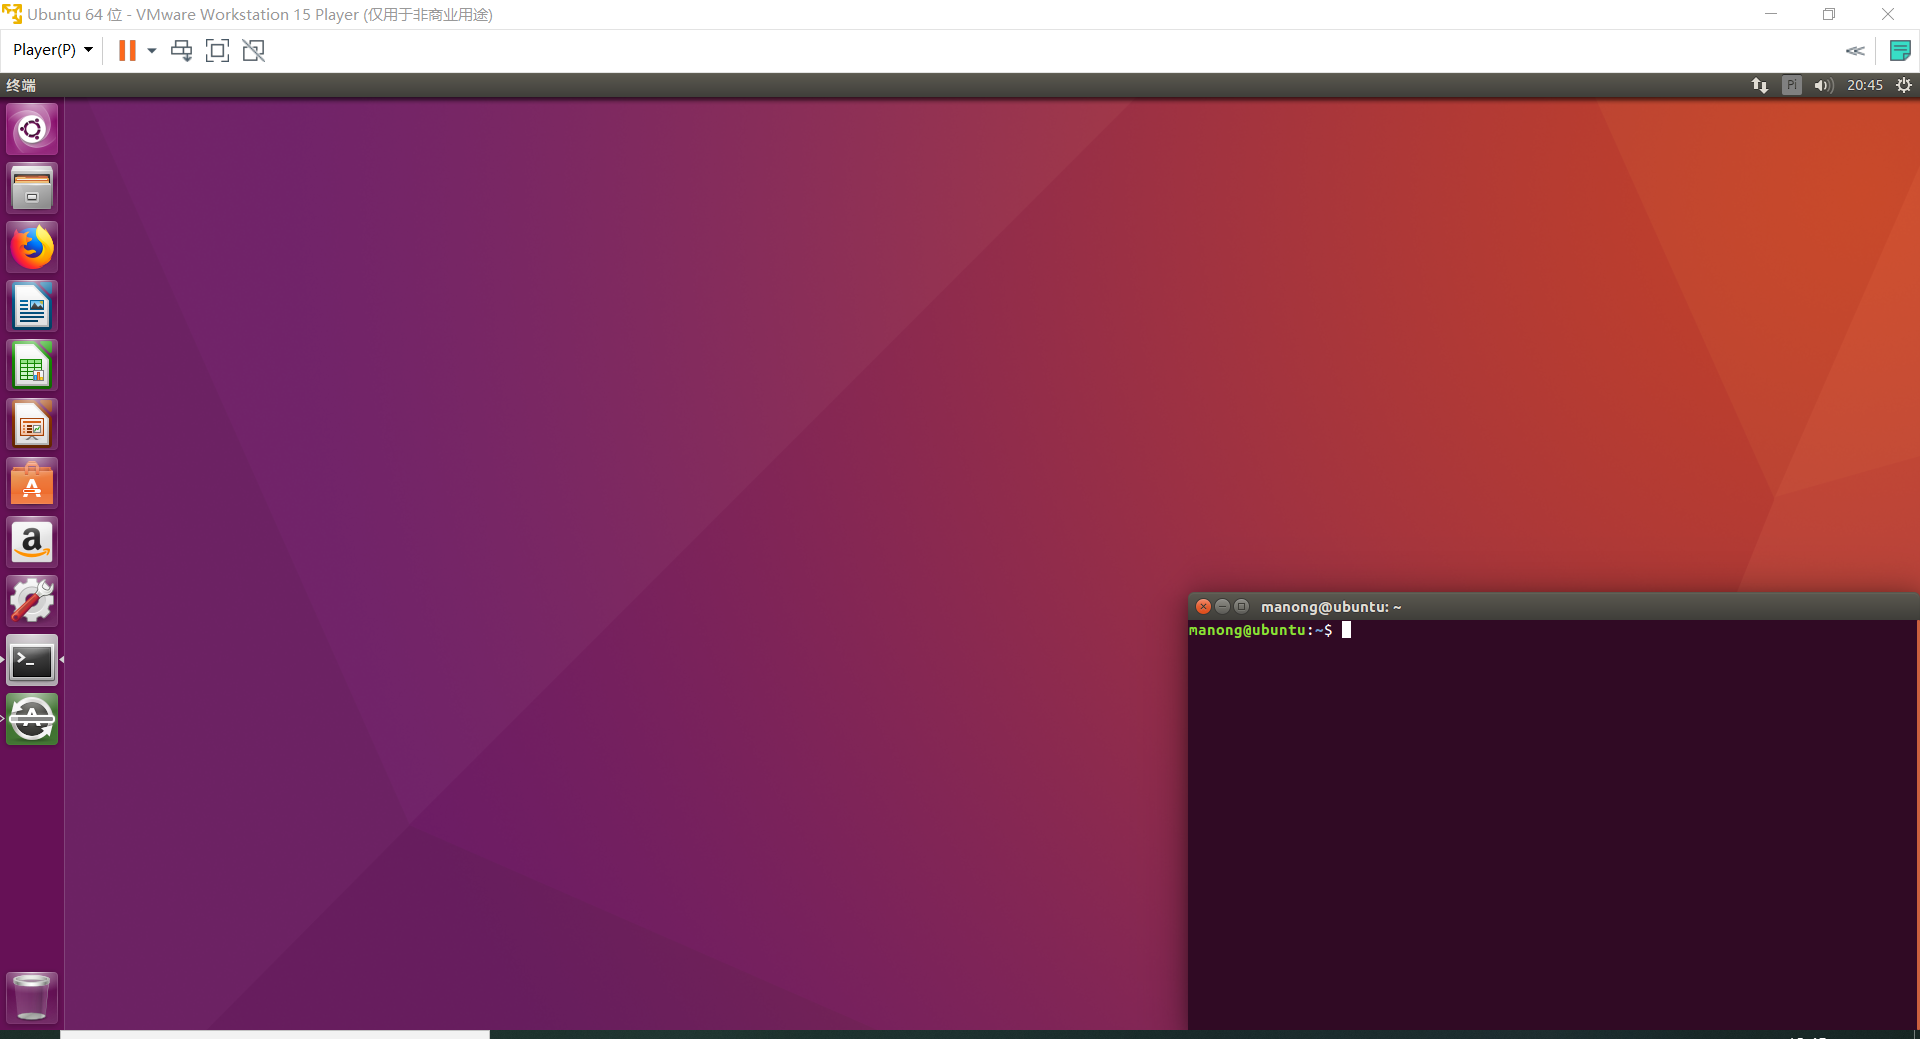 Ubuntu 64 位 - VMware Workstation 15 Player (仅用于非商业用途)
Player(P)
终端
Pi
20:45
manong@ubuntu: ~
manong@ubuntu:~$